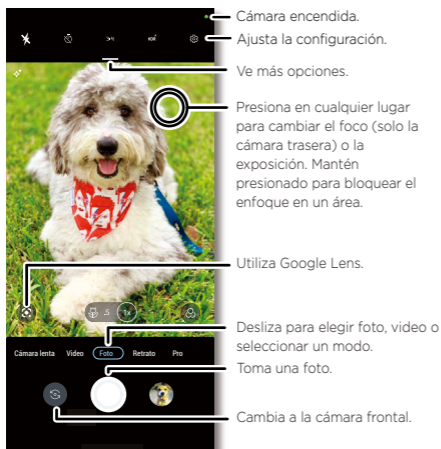 Cámara encendida.
Ajusta la configuración.
Ve más opciones.
Presiona en cualquier lugar
para cambiar el foco (solo la
cámara trasera) o la
exposición. Mantén
presionado para bloquear el
enfoque en un área.
Utiliza Google Lens.
.5 1x
Desliza para elegir foto, video o
seleccionar un modo.
Cámara lenta Video Foto Retrato Pro
Toma una foto.
Cambia a la cámara frontal.